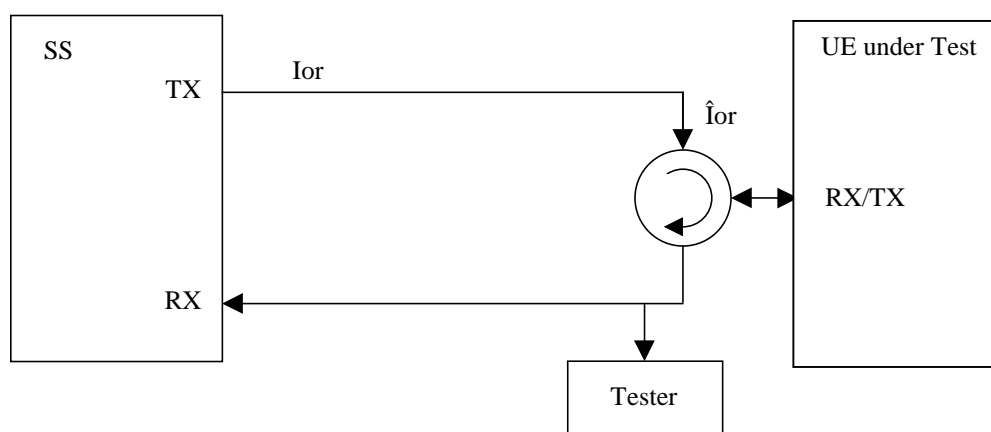 SS
UE under Test
TX
Ior
Îor
RX/TX
RX
Tester